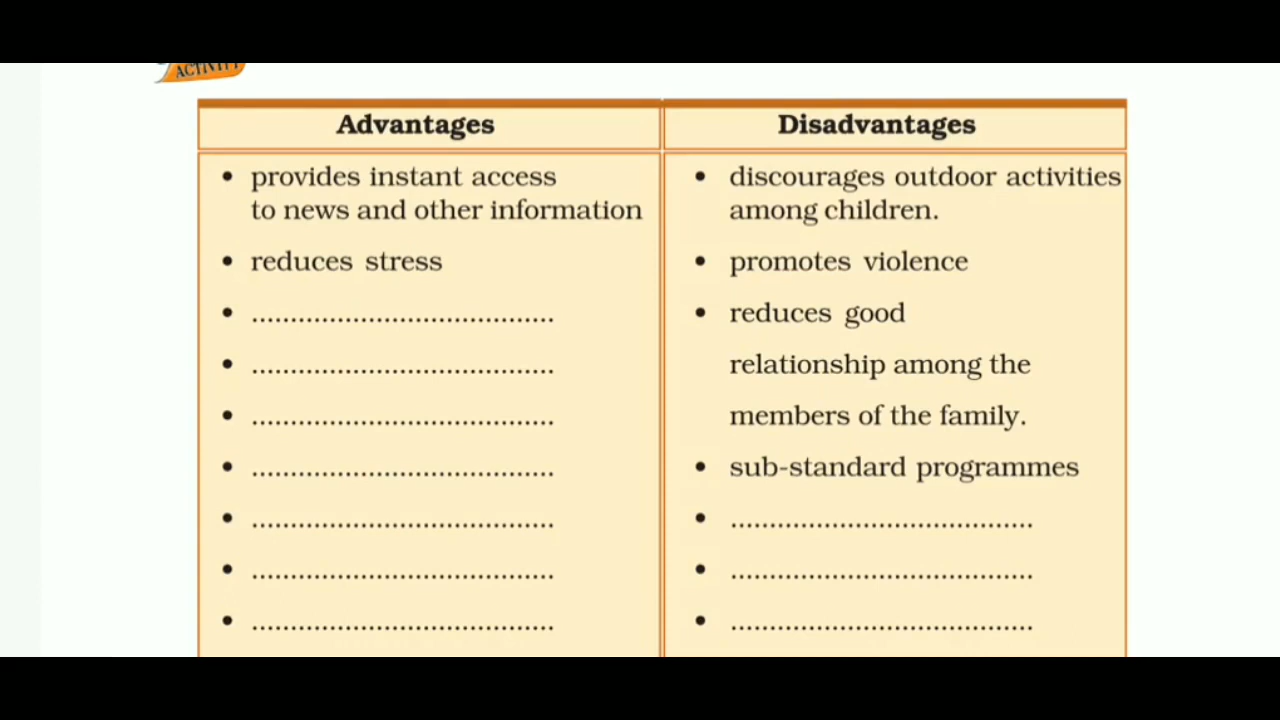 ACTIVITY
Advantages
Disadvantages
• provides instant access
to news and other information
• reduces stress
• .......................................
• .......................................
• .......................................
• .......................................
• .......................................
• .......................................
• .......................................
• discourages outdoor activities
among children.
• promotes violence
• reduces good
relationship among the
members of the family.
• sub-standard programmes
• .......................................
• .......................................
• .......................................